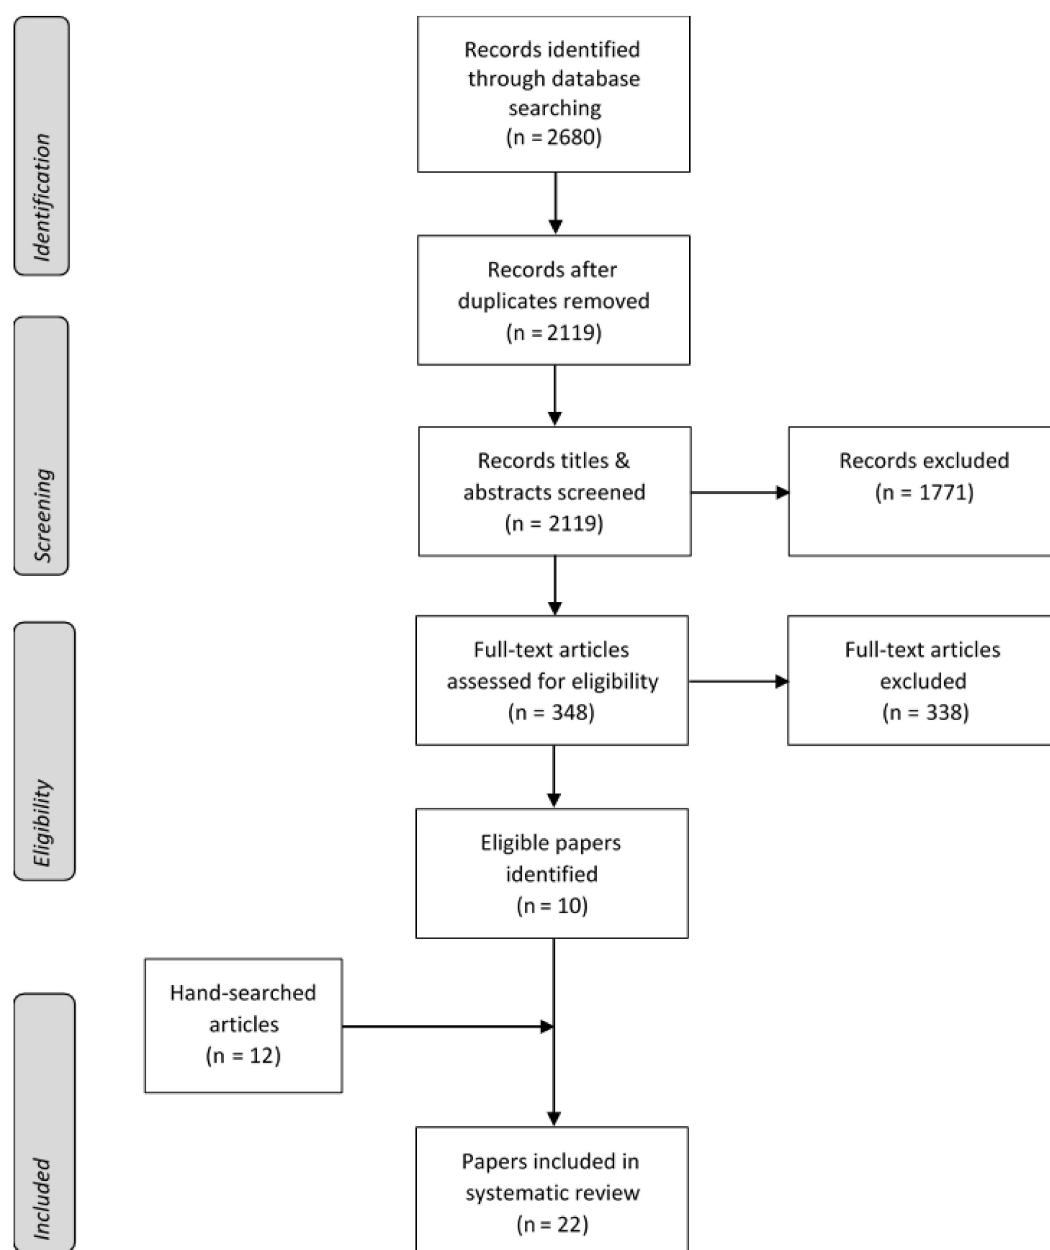 Identification
Records identified
through database
searching
(n = 2680)
Records after
duplicates removed
(n = 2119)
Screening
Records titles &
abstracts screened
(n = 2119)
Records excluded
(n = 1771)
Eligibility
Full-text articles
assessed for eligibility
(n = 348)
Full-text articles
excluded
(n = 338)
Eligible papers
identified
(n = 10)
Included
Hand-searched
articles
(n = 12)
Papers included in
systematic review
(n = 22)